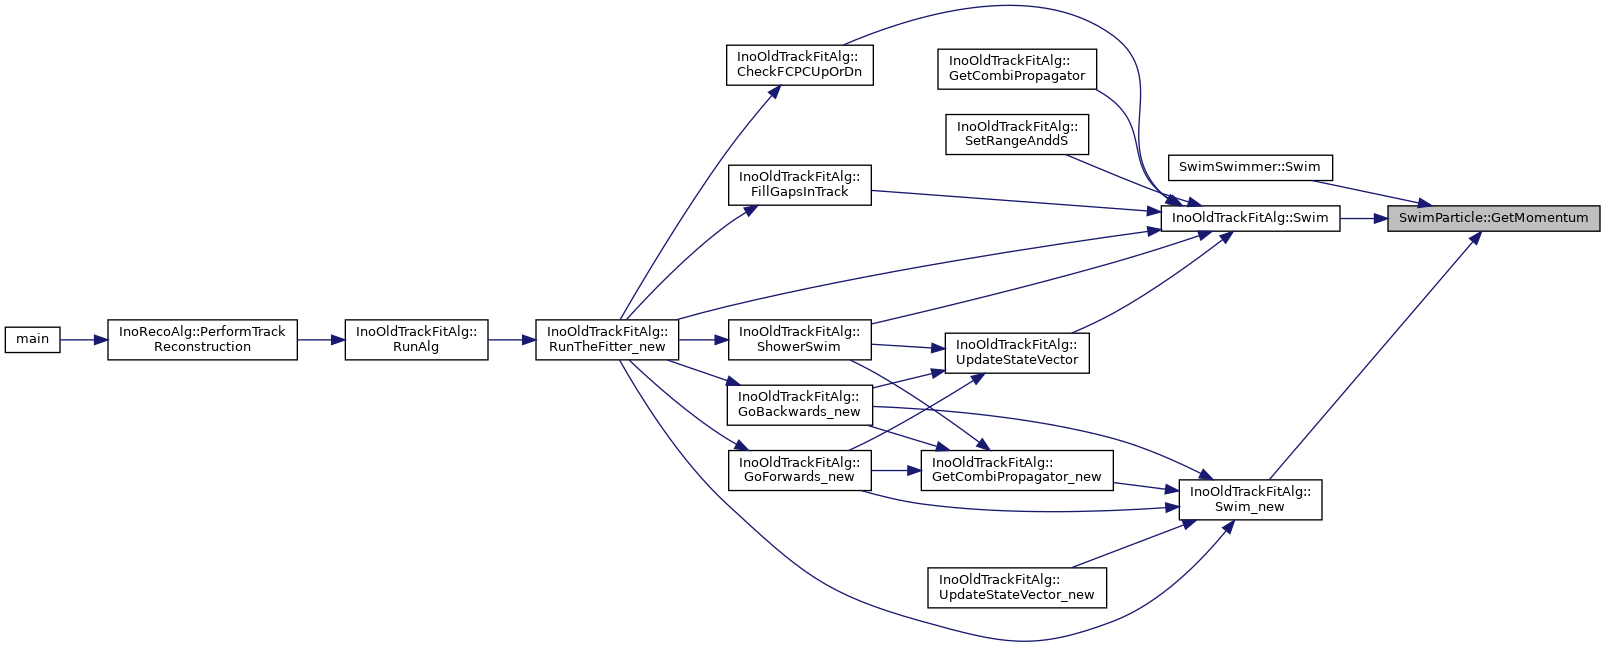 InoOldTrackFitAlg::
CheckFCPCUpOrDn
InoOldTrackFitAlg::
GetCombiPropagator
InoOldTrackFitAlg::
SetRangeAnddS
SwimSwimmer::Swim
InoOldTrackFitAlg::
FillGapsInTrack
InoOldTrackFitAlg::Swim
SwimParticle::GetMomentum
main
InoRecoAlg::PerformTrack
Reconstruction
InoOldTrackFitAlg::
RunAlg
InoOldTrackFitAlg::
RunTheFitter_new
InoOldTrackFitAlg::
ShowerSwim
InoOldTrackFitAlg::
UpdateStateVector
InoOldTrackFitAlg::
GoBackwards_new
InoOldTrackFitAlg::
GoForwards_new
InoOldTrackFitAlg::
GetCombiPropagator_new
InoOldTrackFitAlg::
Swim_new
InoOldTrackFitAlg::
UpdateStateVector_new